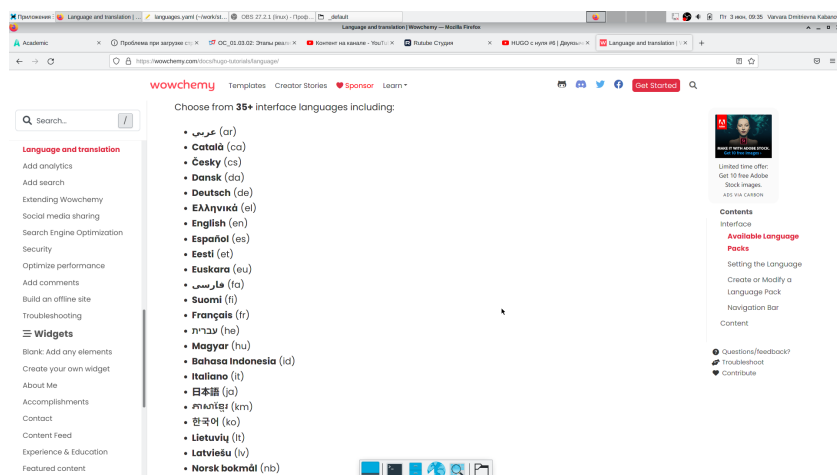 Приложения
Language and translation | ...
languages.yaml (~/work/st...
OBS 27.2.1 (linux) - Проф...
_default
Пт 3 июн, 09:35
Varvara Dmitrievna Kabano
Language and translation | Wowchemy — Mozilla Firefox
Academic
Проблема при загрузке стр
ОС_01.03.02: Этапы реали
Контент на канале - YouTu
Rutube Студия
HUGO с нуля #6 | Двуязы
Language and translation | W
https://wowchemy.com/docs/hugo-tutorials/language/
wowchemy
Templates
Creator Stories
Sponsor
Learn
Get Started
Search...
/
Language and translation
Add analytics
Add search
Extending Wowchemy
Social media sharing
Search Engine Optimization
Security
Optimize performance
Add comments
Build an offline site
Troubleshooting
Widgets
Blank: Add any elements
Create your own widget
About Me
Accomplishments
Contact
Content Feed
Experience & Education
Featured content
Choose from 35+ interface languages including:
• عربى (ar)
• Català (ca)
• Česky (cs)
• Dansk (da)
• Deutsch (de)
• Ελληνικά (el)
• English (en)
• Español (es)
• Eesti (et)
• Euskara (eu)
• فارسی (fa)
• Suomi (fi)
• Français (fr)
• עברית (he)
• Magyar (hu)
• Bahasa Indonesia (id)
• Italiano (it)
• 日本語 (ja)
• ភាសាខ្មែរ (km)
• 한국어 (ko)
• Lietuvių (lt)
• Latviešu (lv)
• Norsk bokmål (nb)
MAKE IT WITH ADOBE STOCK.
Get 10 free images ›
Limited time offer:
Get 10 free Adobe
Stock images.
ADS VIA CARBON
Contents
Interface
Available Language
Packs
Setting the Language
Create or Modify a
Language Pack
Navigation Bar
Content
Questions/feedback?
Troubleshoot
Contribute